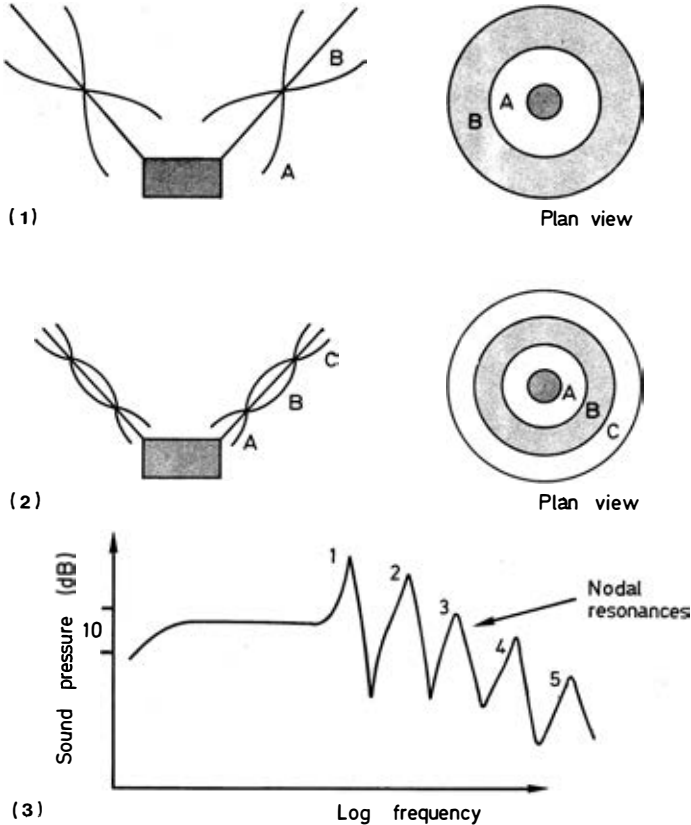 B
A
A
B
(1)
Plan view
C
B
A
A
B
C
(2)
Plan view
Sound pressure (dB)
10
1
2
3
4
5
Nodal
resonances
(3)
Log frequency